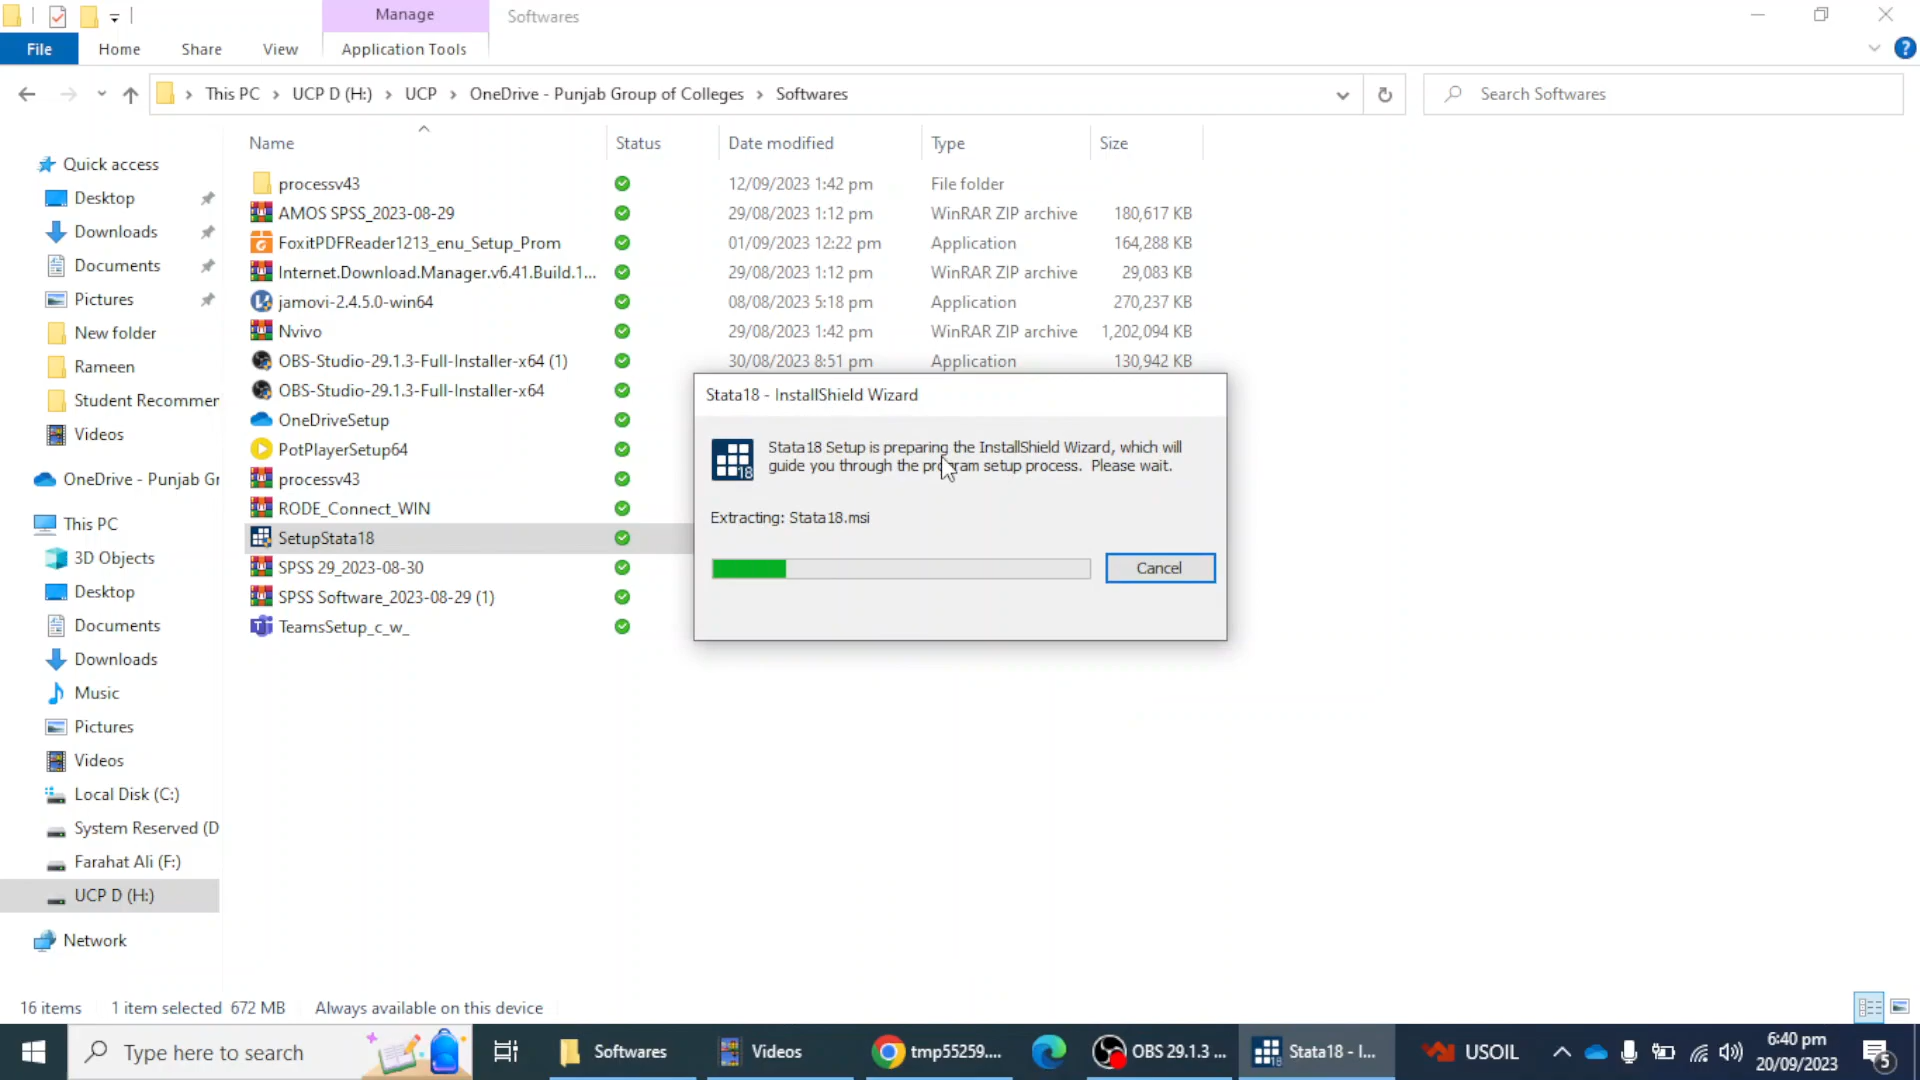 Manage
Softwares
File
Home
Share
View
Application Tools
This PC
UCP D (H:)
UCP
OneDrive - Punjab Group of Colleges
Softwares
Search Softwares
Name
Status
Date modified
Type
Size
Quick access
Desktop
Downloads
Documents
Pictures
New folder
Rameen
Student Recommer
Videos
OneDrive - Punjab Gr
This PC
3D Objects
Desktop
Documents
Downloads
Music
Pictures
Videos
Local Disk (C:)
System Reserved (D
Farahat Ali (F:)
UCP D (H:)
Network
processv43 12/09/2023 1:42 pm File folder
AMOS SPSS_2023-08-29 29/08/2023 1:12 pm WinRAR ZIP archive 180,617 KB
FoxitPDFReader1213_enu_Setup_Prom 01/09/2023 12:22 pm Application 164,288 KB
Internet.Download.Manager.v6.41.Build.1... 29/08/2023 1:12 pm WinRAR ZIP archive 29,083 KB
jamovi-2.4.5.0-win64 08/08/2023 5:18 pm Application 270,237 KB
Nvivo 29/08/2023 1:42 pm WinRAR ZIP archive 1,202,094 KB
OBS-Studio-29.1.3-Full-Installer-x64 (1) 30/08/2023 8:51 pm Application 130,942 KB
OBS-Studio-29.1.3-Full-Installer-x64
OneDriveSetup
PotPlayerSetup64
processv43
RODE_Connect_WIN
SetupStata18
SPSS 29_2023-08-30
SPSS Software_2023-08-29 (1)
TeamsSetup_c_w_
Stata18 - InstallShield Wizard
18
Stata18 Setup is preparing the InstallShield Wizard, which will
guide you through the program setup process. Please wait.
Extracting: Stata18.msi
Cancel
16 items
1 item selected 672 MB
Always available on this device
Type here to search
Softwares
Videos
tmp55259....
OBS 29.1.3 ...
18
Stata18 - I...
USOIL
6:40 pm
20/09/2023
5